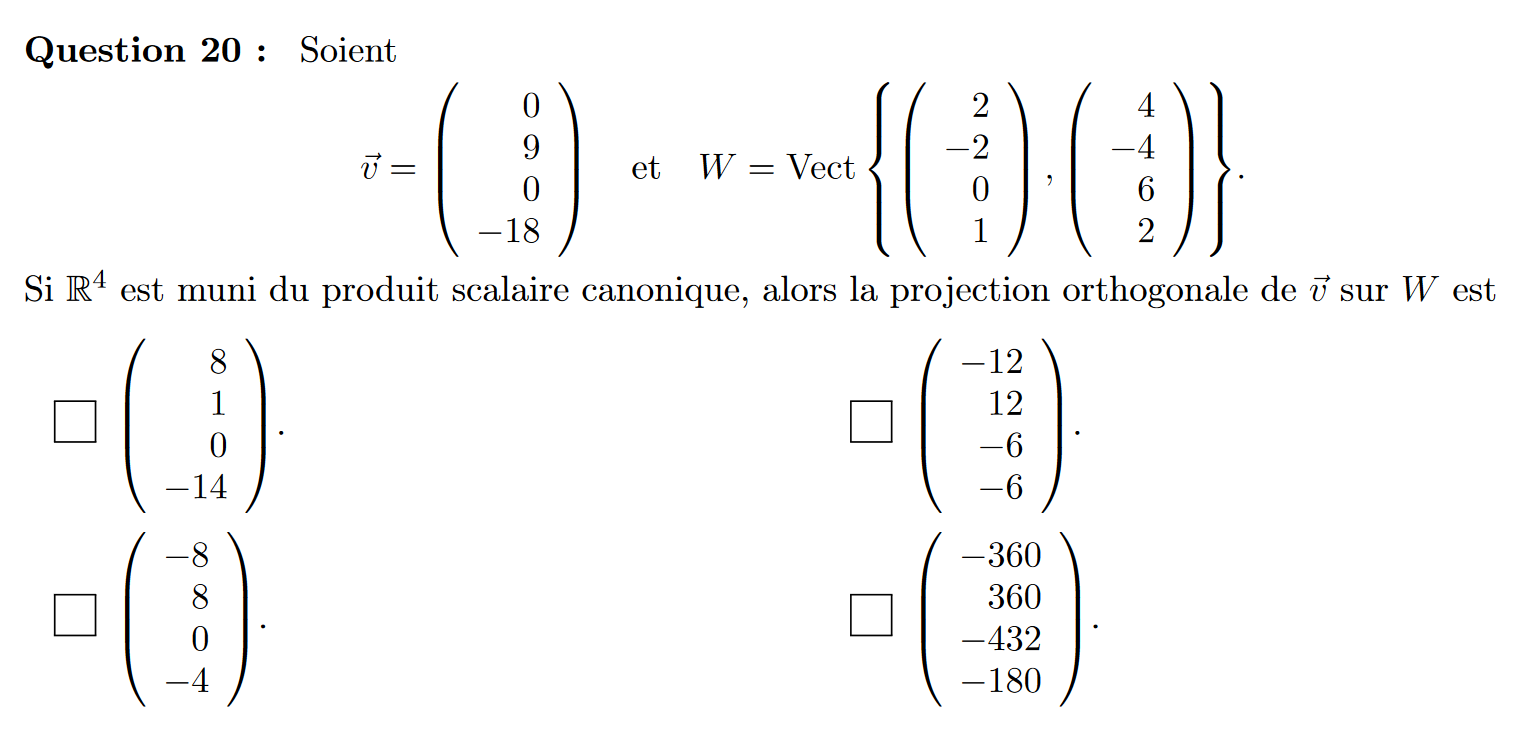 Question 20 : Soient
$\vec{v} = \begin{pmatrix} 0 \\ 9 \\ 0 \\ -18 \end{pmatrix}$ et $W = \text{Vect} \left\{ \begin{pmatrix} 2 \\ -2 \\ 0 \\ 1 \end{pmatrix}, \begin{pmatrix} 4 \\ -4 \\ 6 \\ 2 \end{pmatrix} \right\}.$
Si $\mathbb{R}^4$ est muni du produit scalaire canonique, alors la projection orthogonale de $\vec{v}$ sur $W$ est
☐ $\begin{pmatrix} 8 \\ 1 \\ 0 \\ -14 \end{pmatrix}.$ ☐ $\begin{pmatrix} -12 \\ 12 \\ -6 \\ -6 \end{pmatrix}.$
☐ $\begin{pmatrix} -8 \\ 8 \\ 0 \\ -4 \end{pmatrix}.$ ☐ $\begin{pmatrix} -360 \\ 360 \\ -432 \\ -180 \end{pmatrix}.$